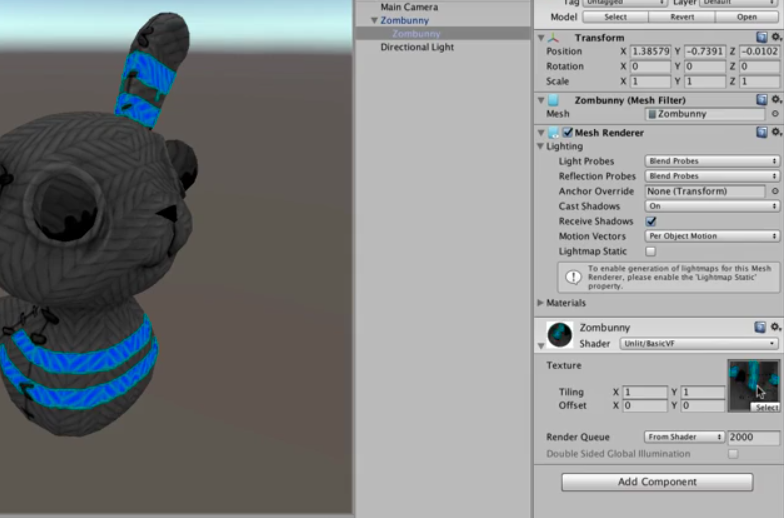 Main Camera
Zombunny
Zombunny
Directional Light
Tag Untagged Layer Default
Model Select Revert Open
Transform
Position X 1.38579 Y -0.7391 Z -0.0102
Rotation X 0 Y 0 Z 0
Scale X 1 Y 1 Z 1
Zombunny (Mesh Filter)
Mesh Zombunny
Mesh Renderer
Lighting
Light Probes Blend Probes
Reflection Probes Blend Probes
Anchor Override None (Transform)
Cast Shadows On
Receive Shadows
Motion Vectors Per Object Motion
Lightmap Static
To enable generation of lightmaps for this Mesh
Renderer, please enable the 'Lightmap Static'
property.
Materials
Zombunny
Shader Unlit/BasicVF
Texture
Tiling X 1 Y 1
Offset X 0 Y 0
Select
Render Queue From Shader 2000
Double Sided Global Illumination
Add Component